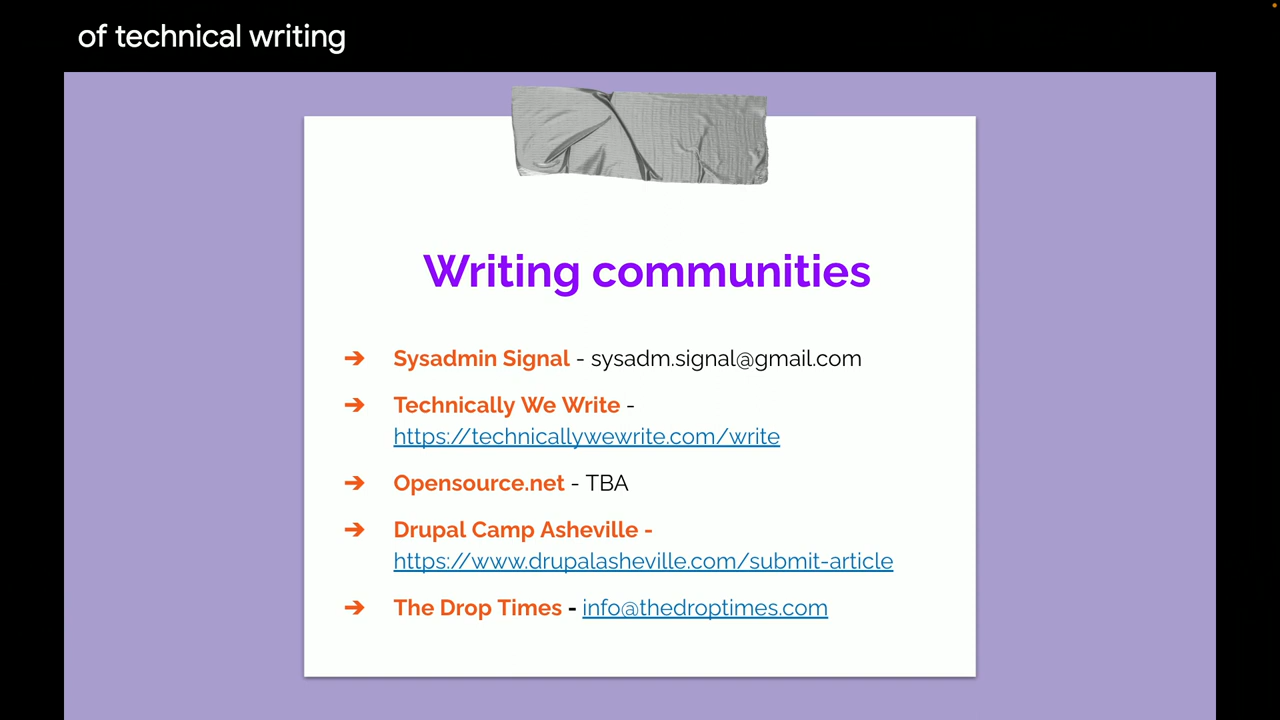 of technical writing
Writing communities
➔ Sysadmin Signal - sysadm.signal@gmail.com
➔ Technically We Write -
https://technicallywewrite.com/write
➔ Opensource.net - TBA
➔ Drupal Camp Asheville -
https://www.drupalasheville.com/submit-article
➔ The Drop Times - info@thedroptimes.com